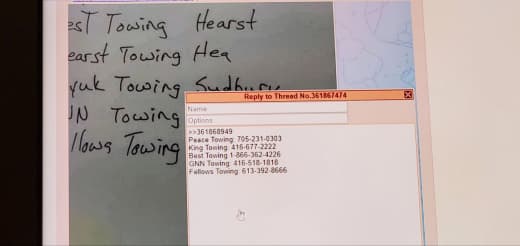 est Towing Hearst
earst Towing Hea
yuk Towing Sudbury
JN Towing
llows Towing
Reply to Thread No.361867474
Name
Options
>>361868949
Peace Towing: 705-231-0303
King Towing: 416-677-2222
Best Towing 1-866-362-4226
GNN Towing: 416-518-1818
Fellows Towing: 613-392-8666